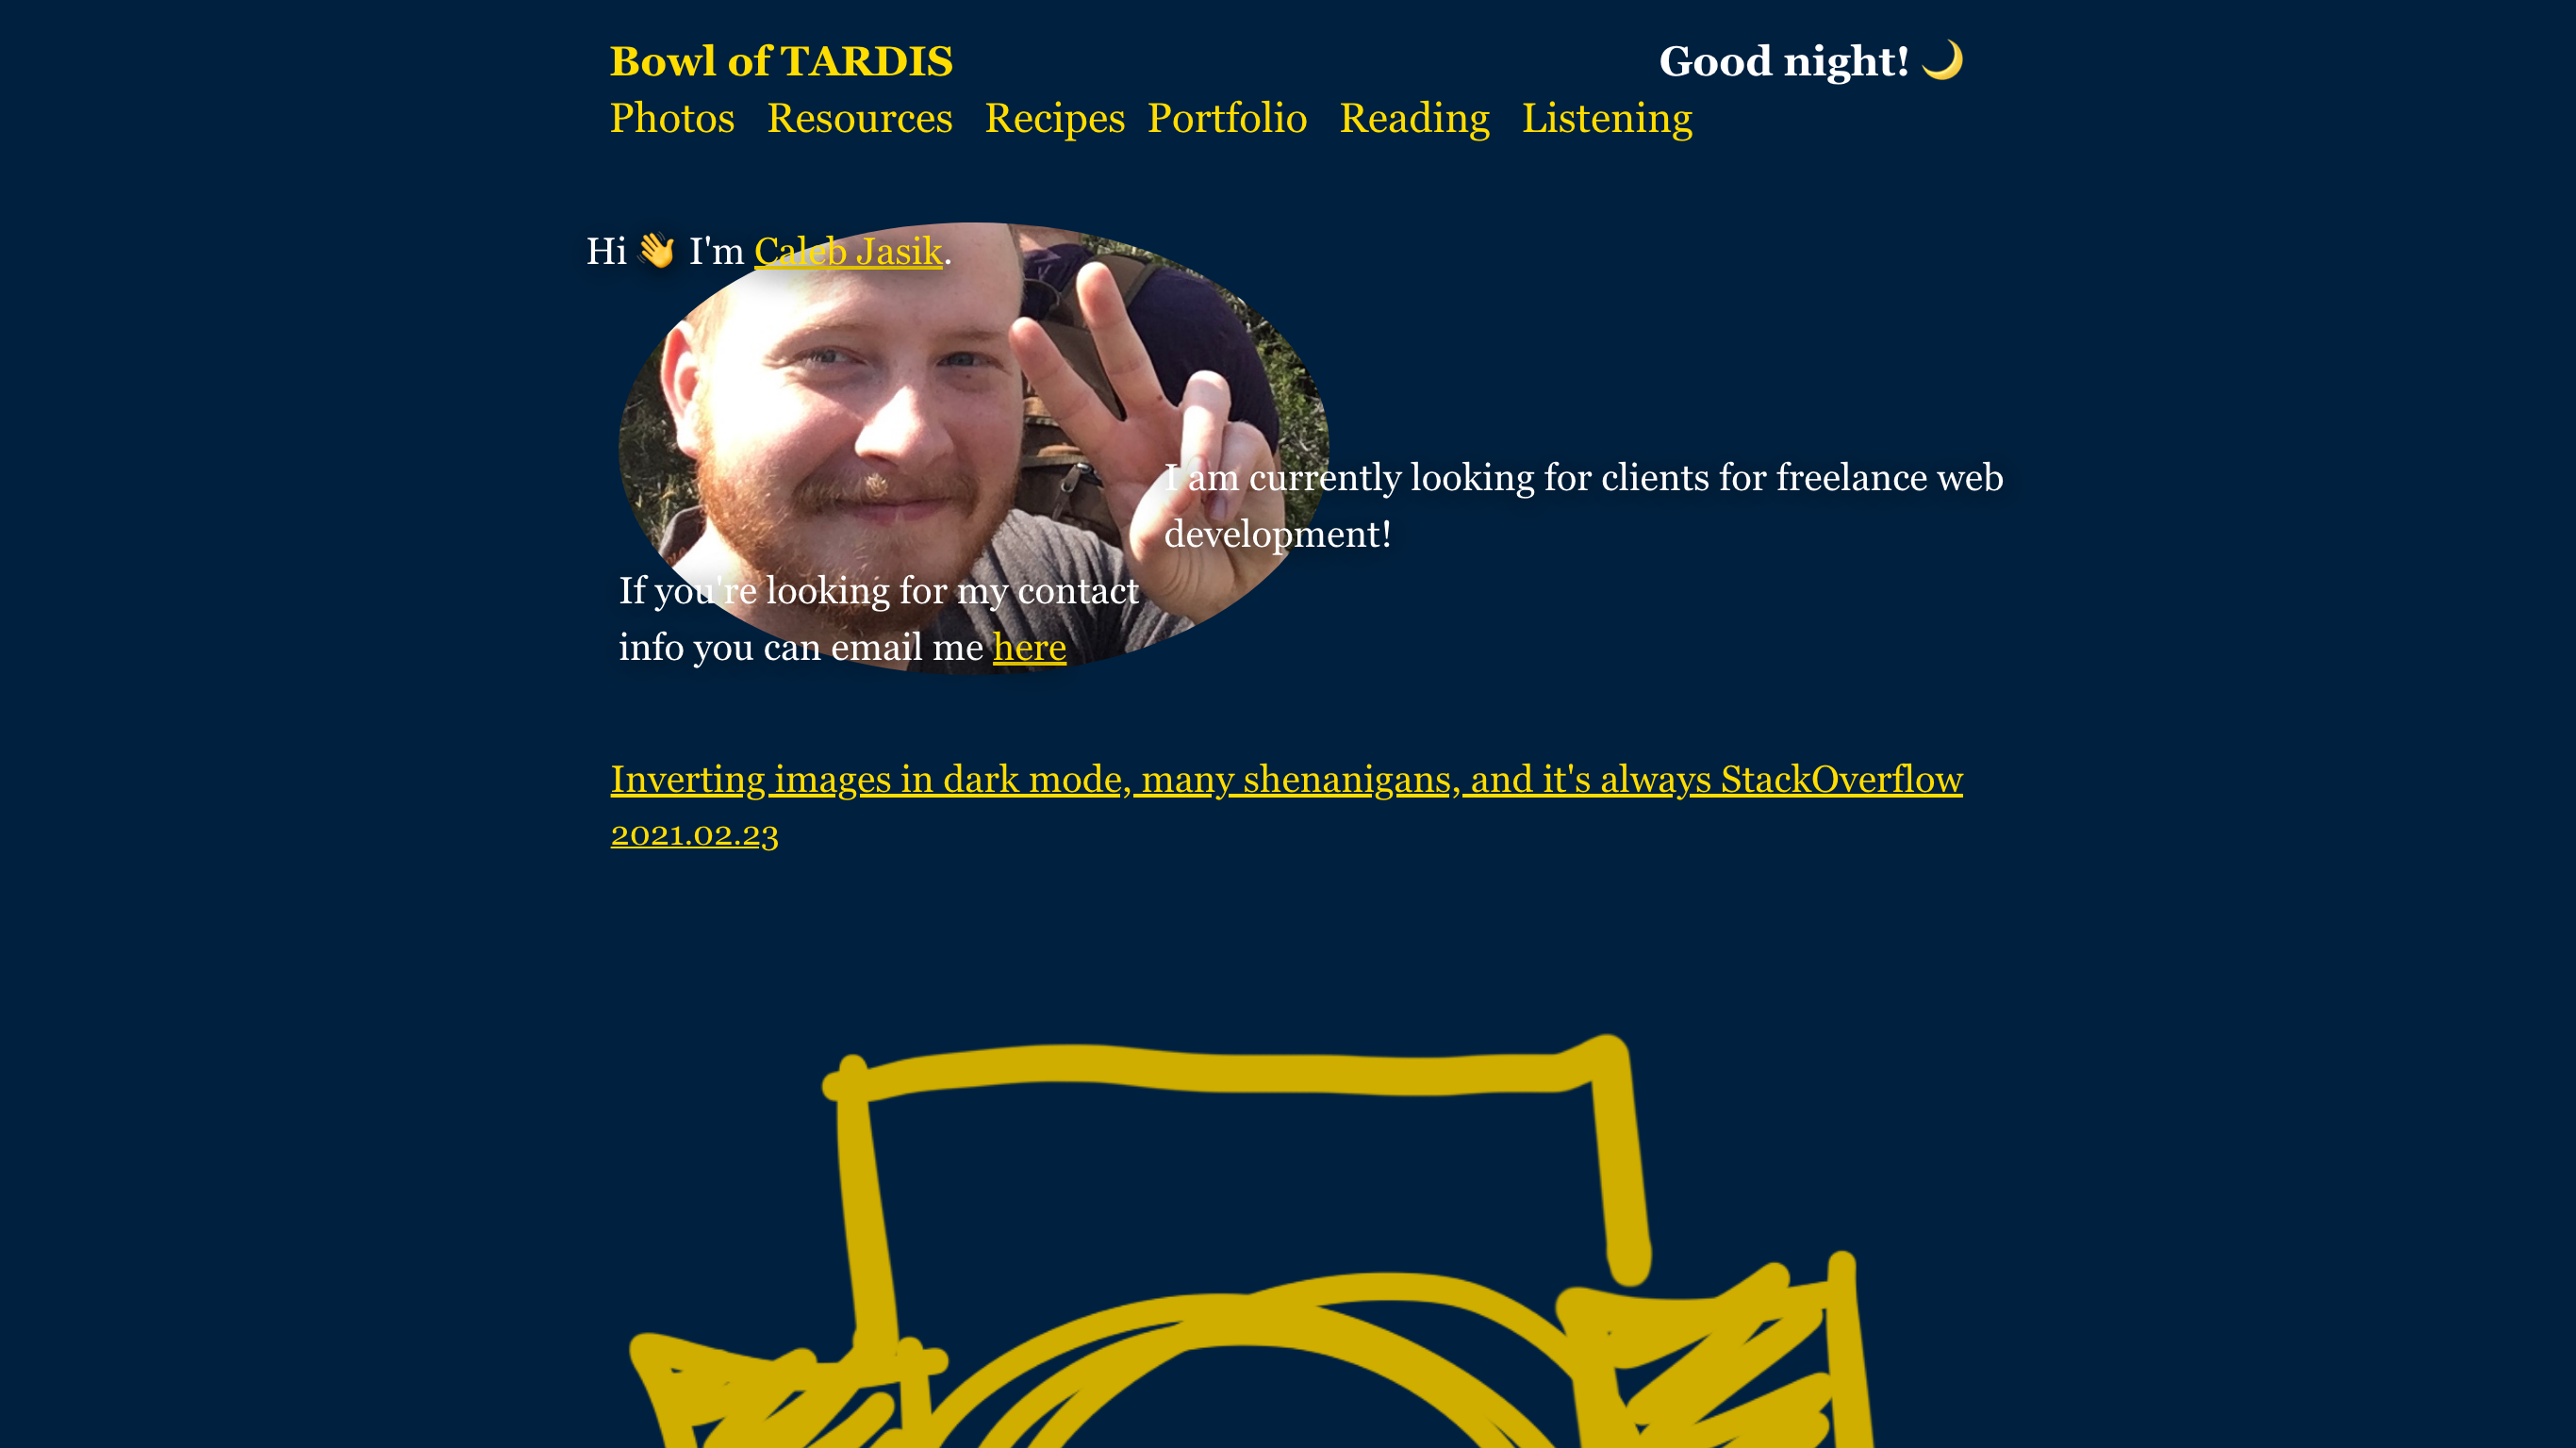 Bowl of TARDIS
Good night! 🌙
Photos Resources Recipes Portfolio Reading Listening
Hi 👋 I'm Caleb Jasik.
I am currently looking for clients for freelance web
development!
If you're looking for my contact
info you can email me here
Inverting images in dark mode, many shenanigans, and it's always StackOverflow
2021.02.23